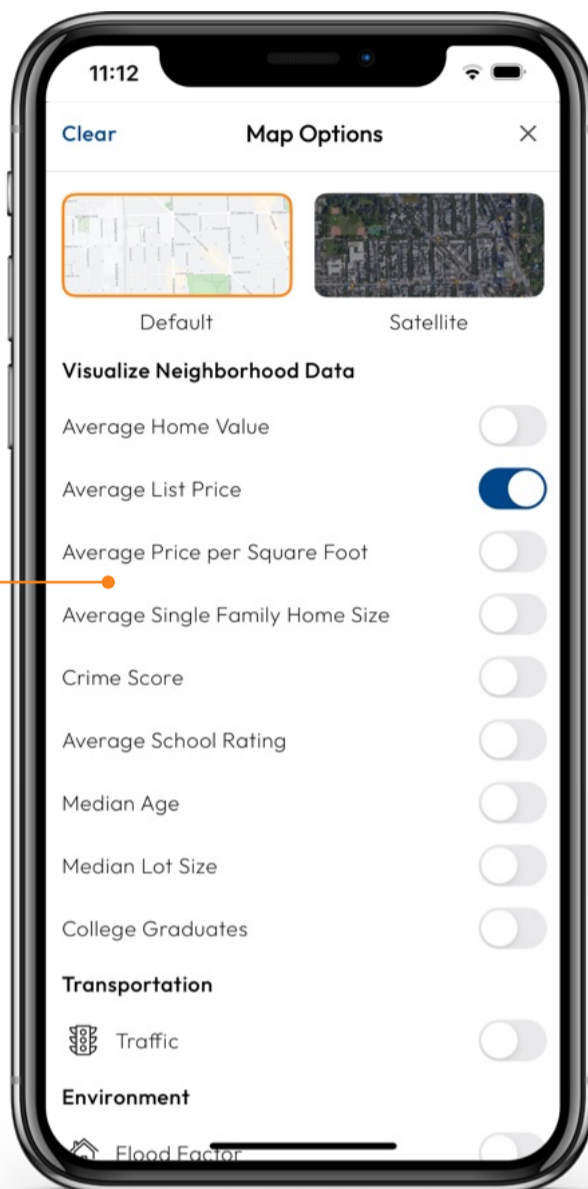 11:12
Clear
Map Options
Default
Satellite
Visualize Neighborhood Data
Average Home Value
Average List Price
Average Price per Square Foot
Average Single Family Home Size
Crime Score
Average School Rating
Median Age
Median Lot Size
College Graduates
Transportation
Traffic
Environment
Flood Factor